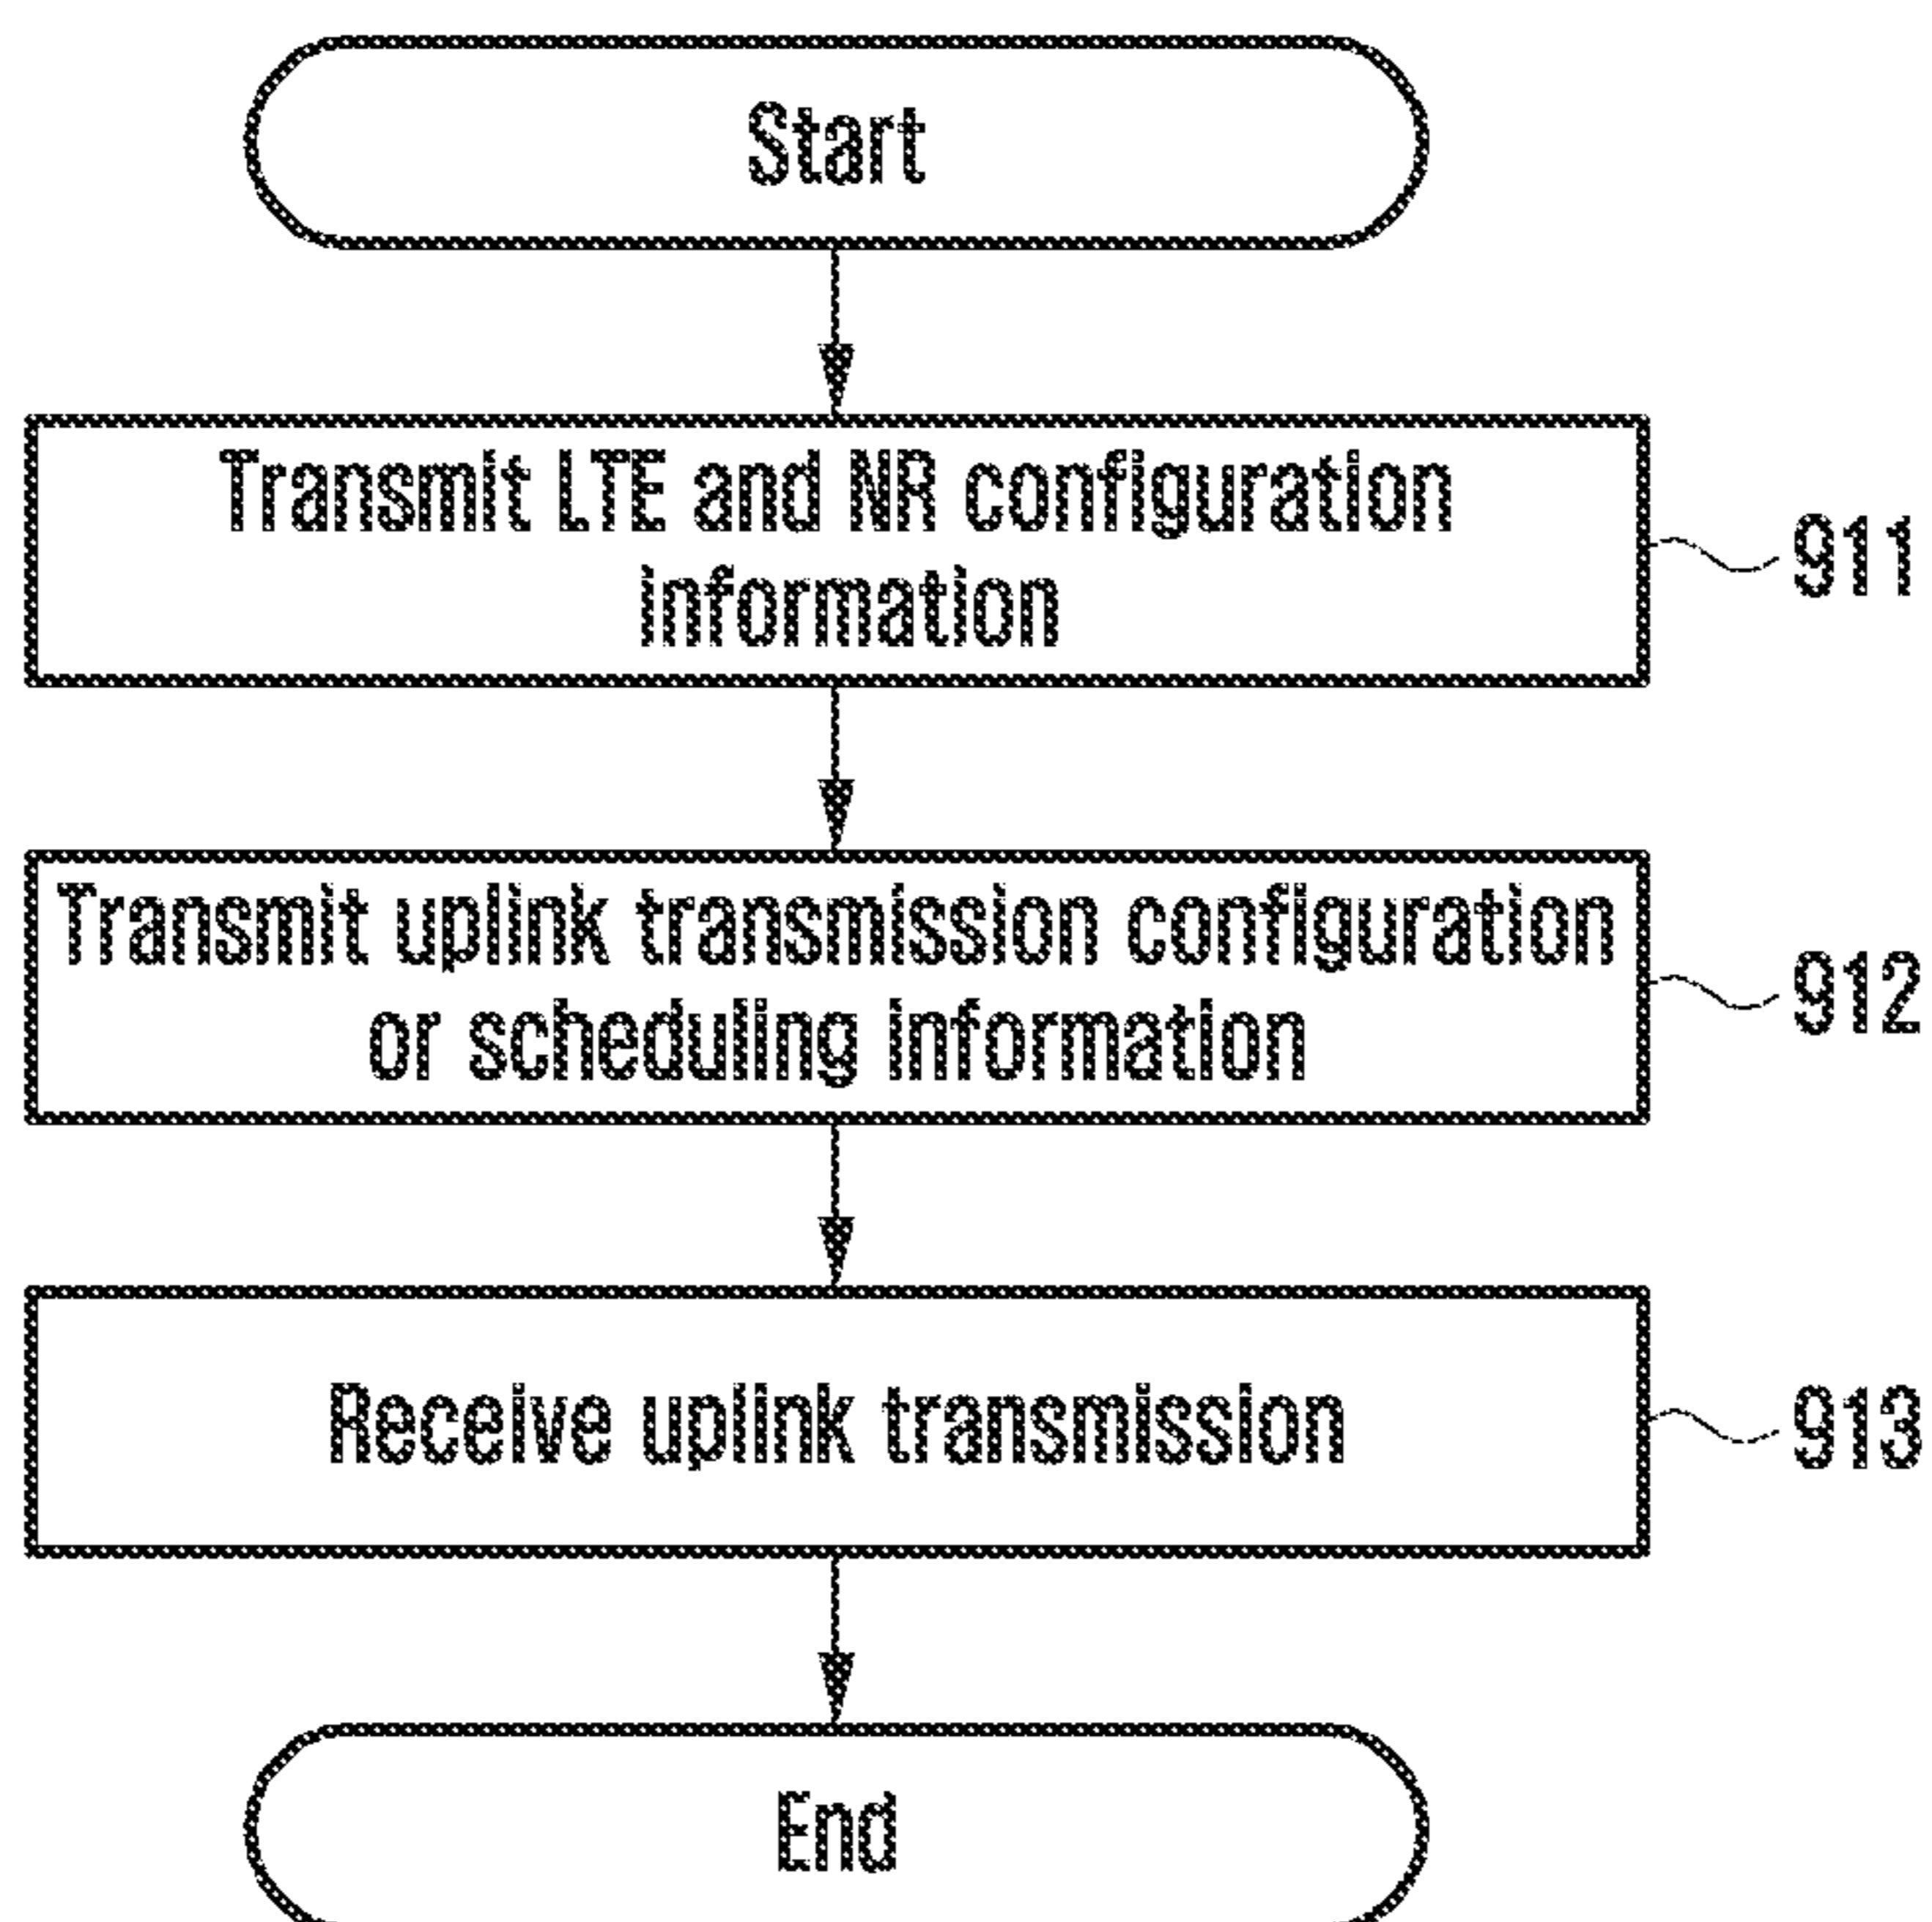 Start
Transmit LTE and NR configuration
information
911
Transmit uplink transmission configuration
or scheduling information
912
Receive uplink transmission
913
End